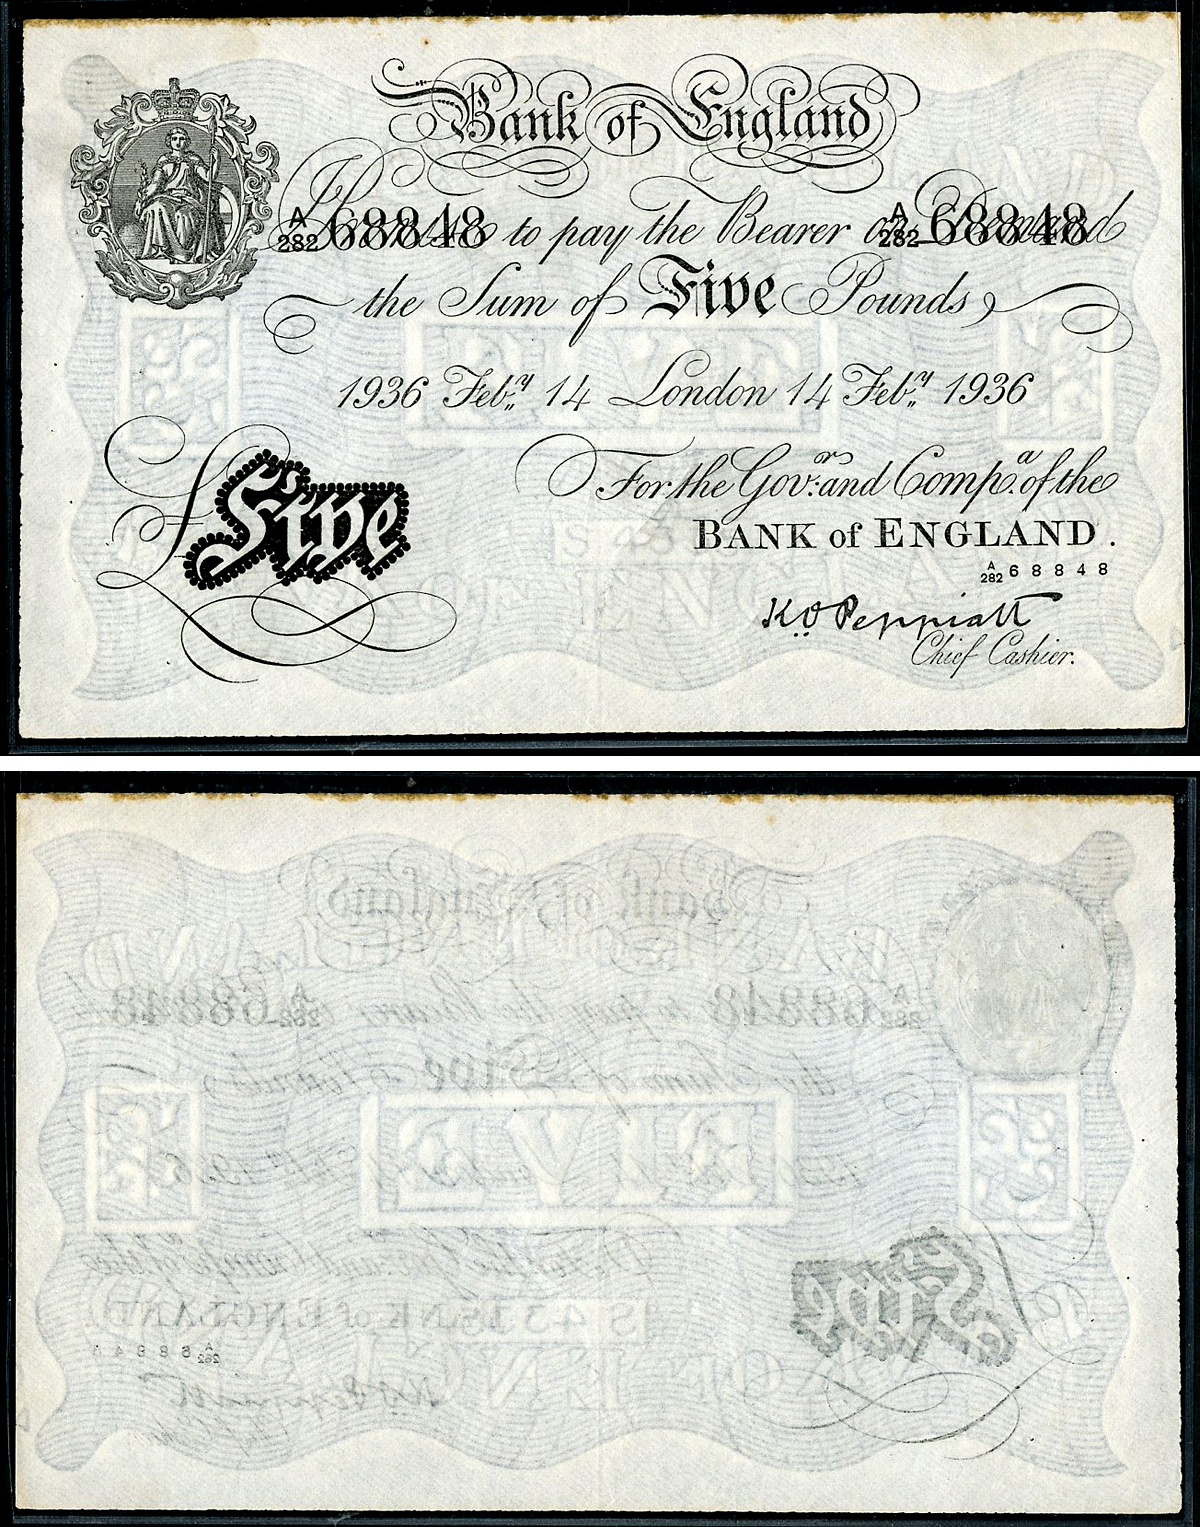 Bank of England
A/282 68848 to pay the Bearer on Demand A/282 68848
the Sum of Five Pounds
1936 Feby. 14 London 14 Feby. 1936
For the Govr. and Compa. of the
£Five
BANK of ENGLAND.
A/282 68848
K.O. Peppiatt
Chief Cashier.